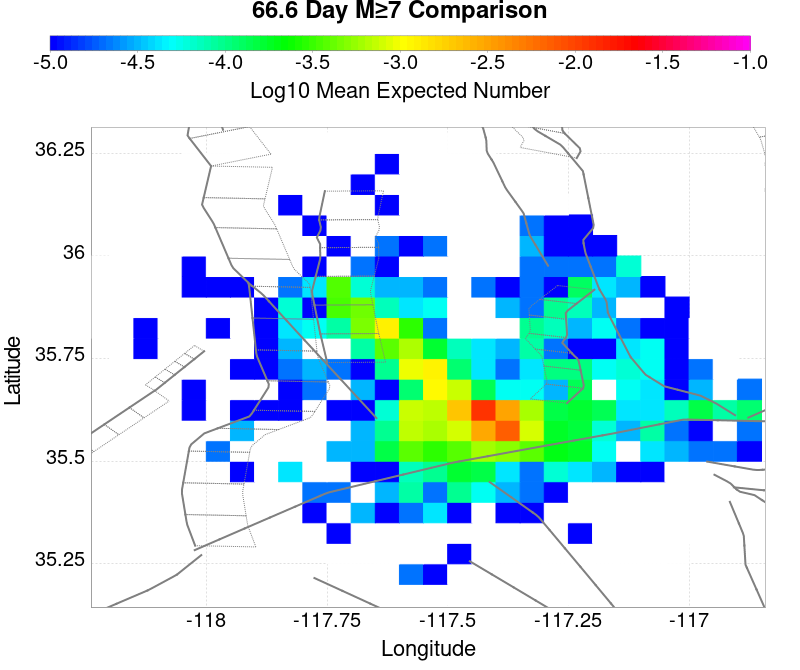 66.6 Day M≥7 Comparison
-5.0 -4.5 -4.0 -3.5 -3.0 -2.5 -2.0 -1.5 -1.0
Log10 Mean Expected Number
36.25
36
35.75
35.5
35.25
Latitude
-118 -117.75 -117.5 -117.25 -117
Longitude